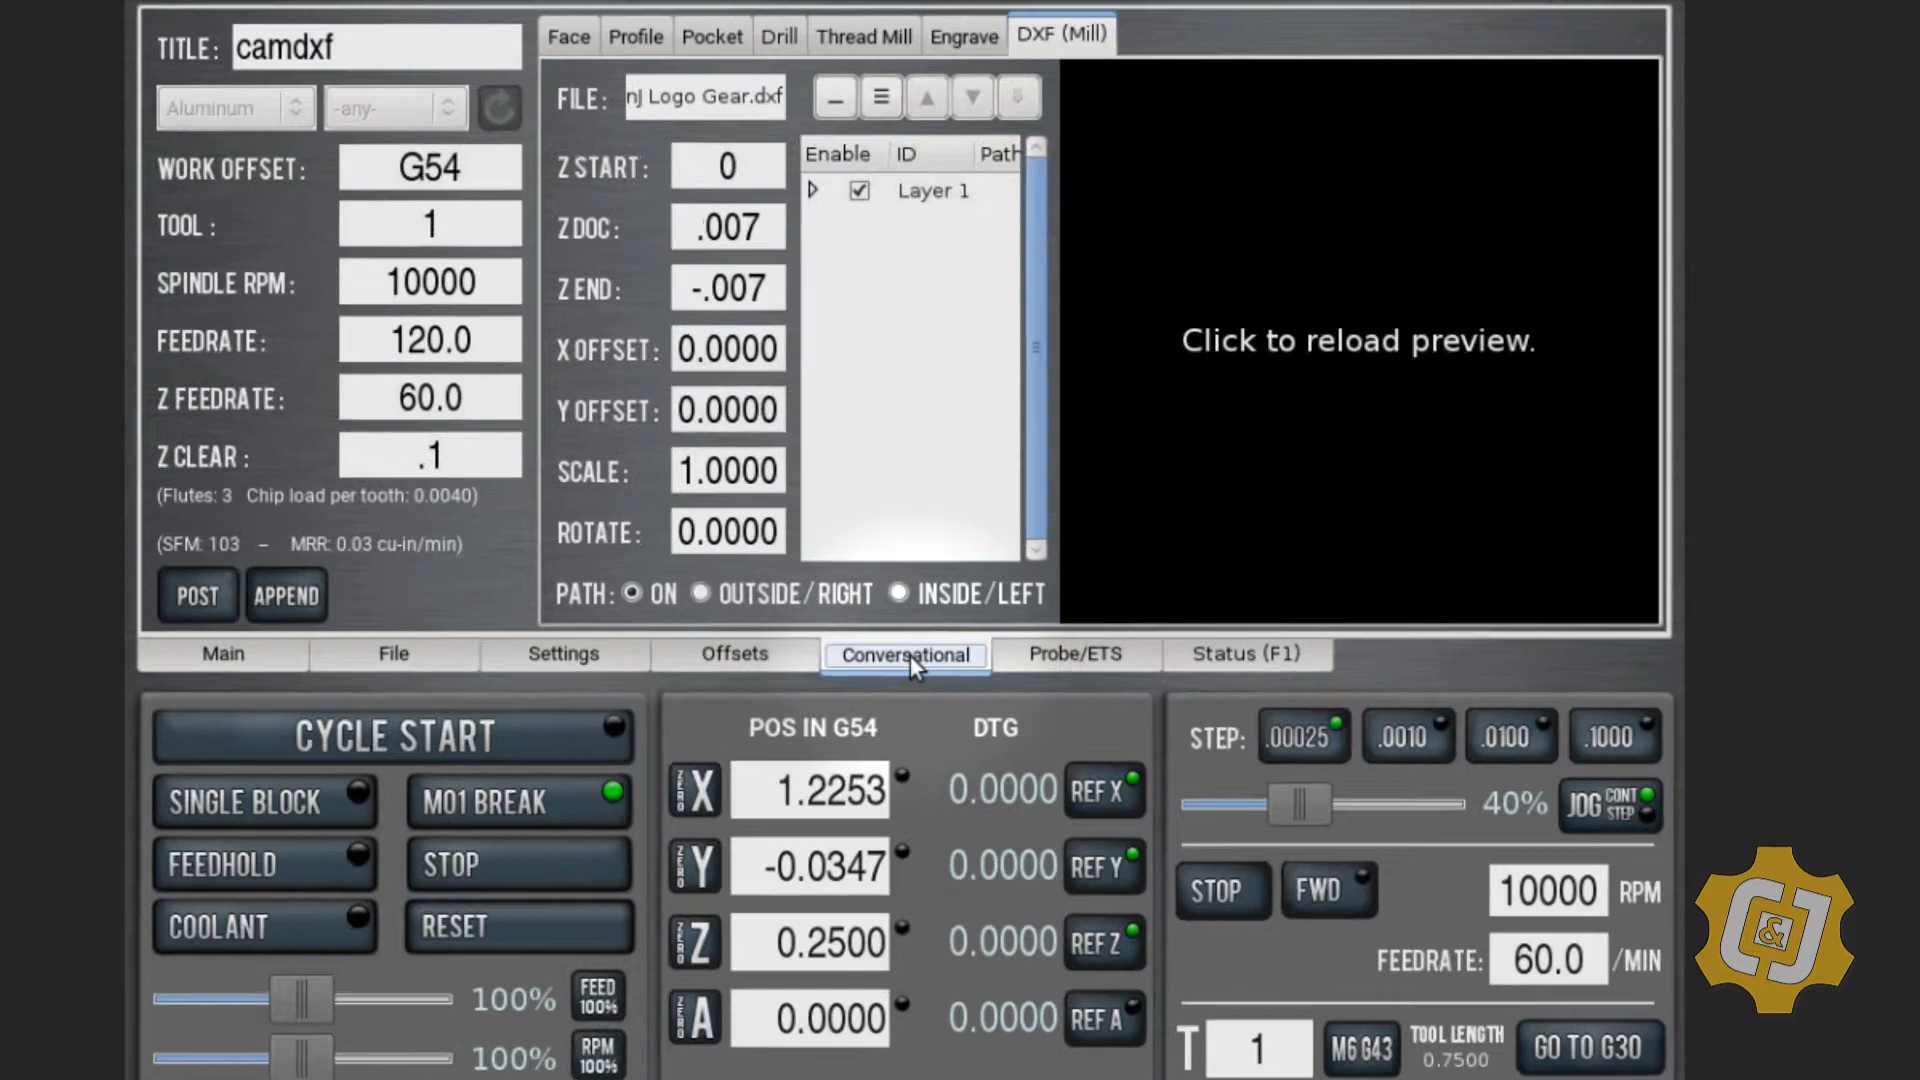 TITLE: camdxf
Aluminum -any-
WORK OFFSET: G54
TOOL : 1
SPINDLE RPM: 10000
FEEDRATE: 120.0
Z FEEDRATE: 60.0
Z CLEAR : .1
(Flutes: 3 Chip load per tooth: 0.0040)
(SFM: 103 – MRR: 0.03 cu-in/min)
POST APPEND
Face Profile Pocket Drill Thread Mill Engrave DXF (Mill)
FILE: nJ Logo Gear.dxf
Z START: 0
Z DOC: .007
Z END: -.007
X OFFSET: 0.0000
Y OFFSET: 0.0000
SCALE: 1.0000
ROTATE: 0.0000
Enable ID Path
Layer 1
PATH: ON OUTSIDE/RIGHT INSIDE/LEFT
Click to reload preview.
Main File Settings Offsets Conversational Probe/ETS Status (F1)
CYCLE START
SINGLE BLOCK M01 BREAK
FEEDHOLD STOP
COOLANT RESET
100% FEED 100%
100% RPM 100%
POS IN G54 DTG
ZERO X 1.2253 0.0000 REF X
ZERO Y -0.0347 0.0000 REF Y
ZERO Z 0.2500 0.0000 REF Z
ZERO A 0.0000 0.0000 REF A
STEP: .00025 .0010 .0100 .1000
40% JOG CONT STEP
STOP FWD 10000 RPM
FEEDRATE: 60.0 /MIN
T 1 M6 G43 TOOL LENGTH 0.7500 GO TO G30
C&J